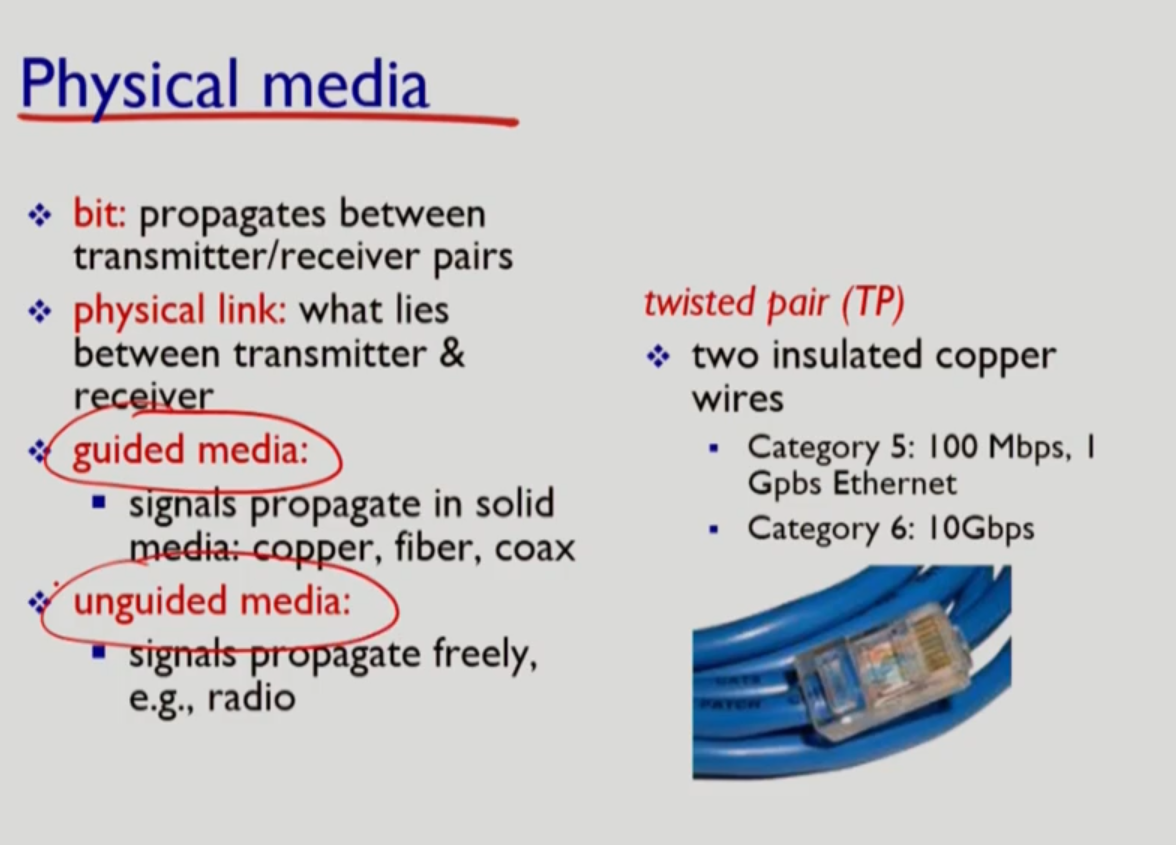 Physical media
bit: propagates between
transmitter/receiver pairs
physical link: what lies
between transmitter &
receiver
guided media:
signals propagate in solid
media: copper, fiber, coax
unguided media:
signals propagate freely,
e.g., radio
twisted pair (TP)
two insulated copper
wires
Category 5: 100 Mbps, 1
Gpbs Ethernet
Category 6: 10Gbps
DATA
PATCH